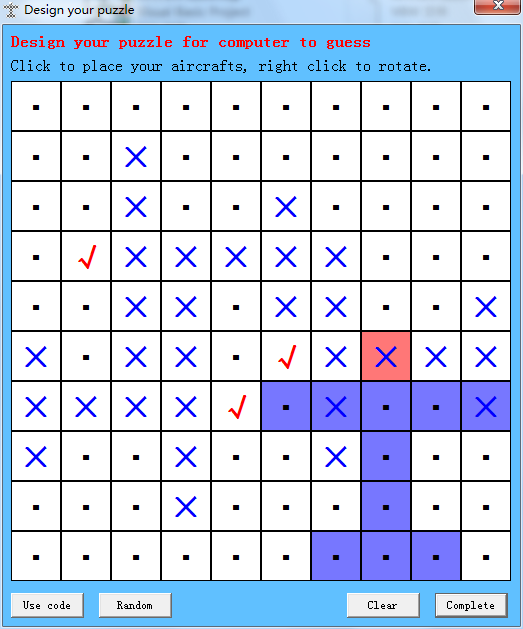 Design your puzzle
Design your puzzle for computer to guess
Click to place your aircrafts, right click to rotate.
Use code
Random
Clear
Complete